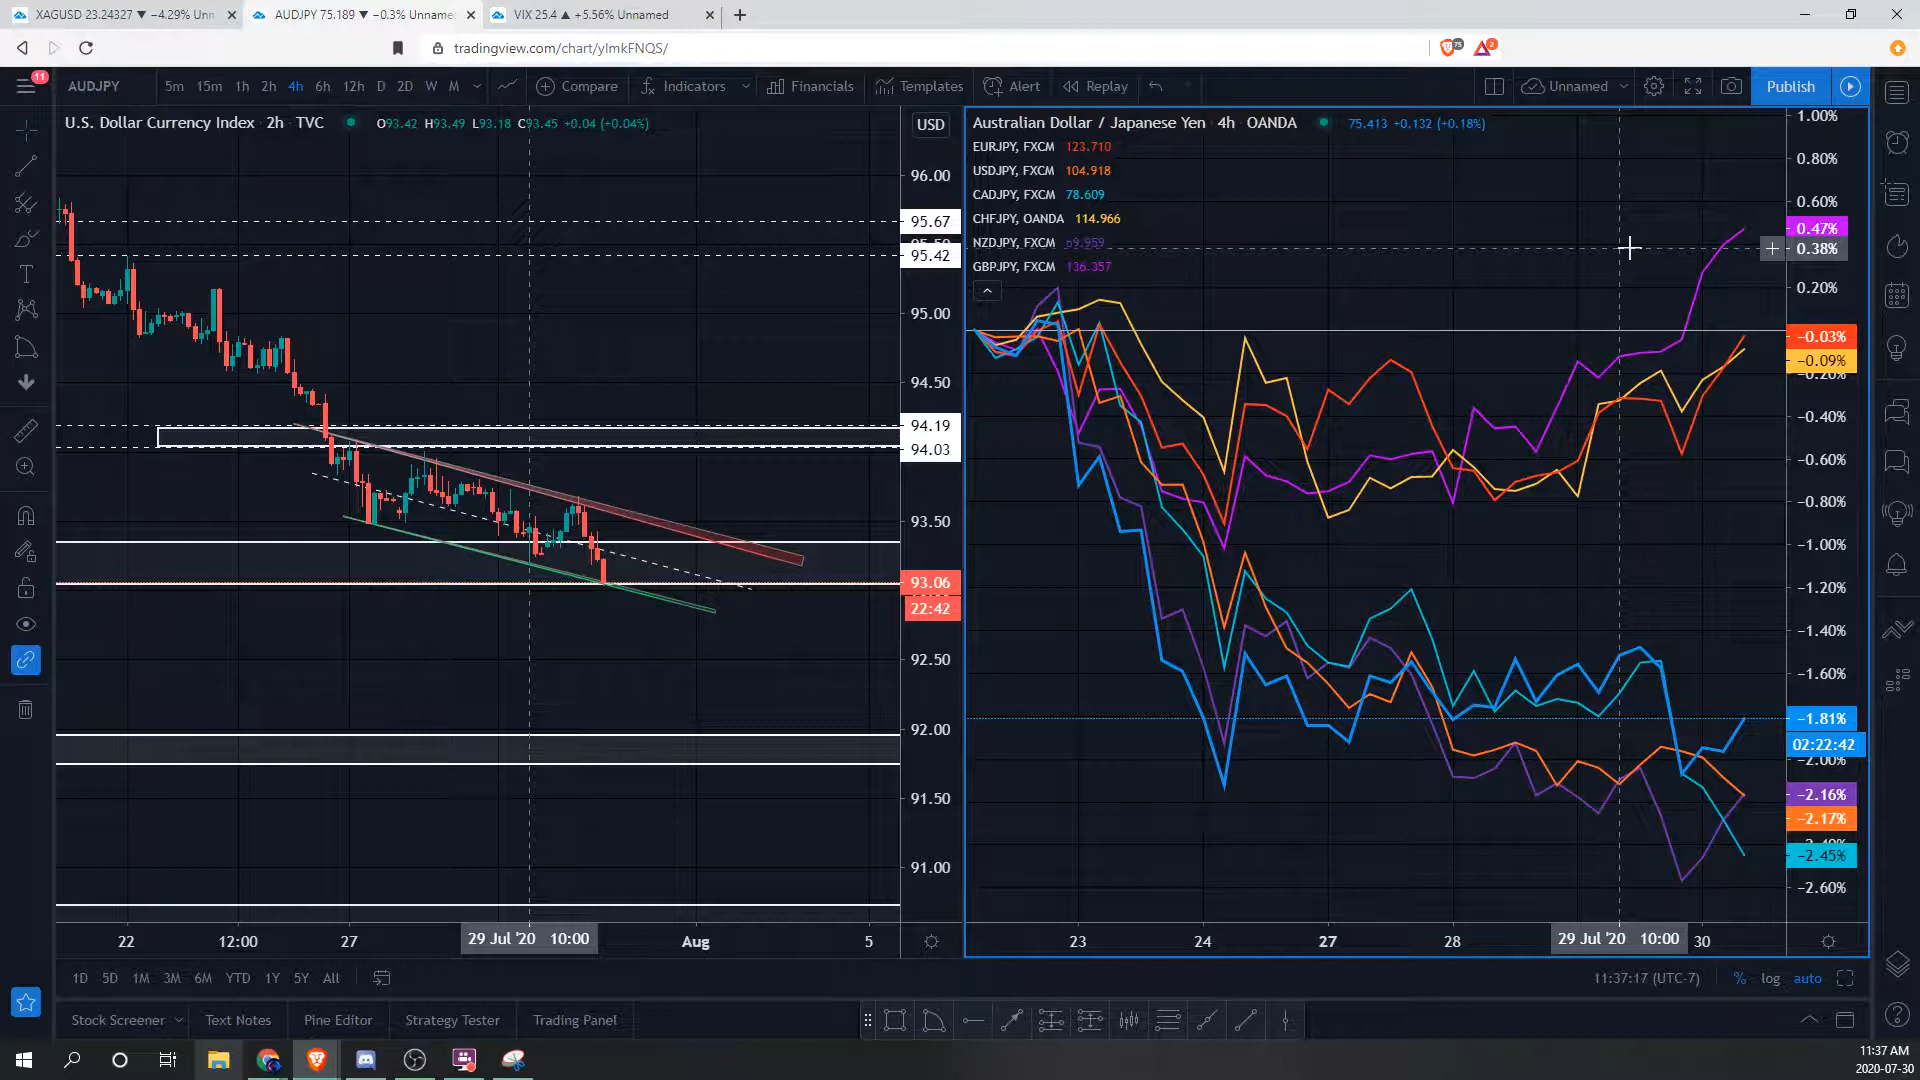 XAGUSD 23.24327 ▼ −4.29% Unn
AUDJPY 75.189 ▼ −0.3% Unname
VIX 25.4 ▲ +5.56% Unnamed
tradingview.com/chart/ylmkFNQS/
75
2
11
AUDJPY
5m 15m 1h 2h 4h 6h 12h D 2D W M
Compare
Indicators
Financials
Templates
Alert
Replay
Unnamed
Publish
U.S. Dollar Currency Index · 2h · TVC
O93.42 H93.49 L93.18 C93.45 +0.04 (+0.04%)
USD
96.00
95.67
95.42
95.00
94.50
94.19
94.03
93.50
93.06
22:42
92.50
92.00
91.50
91.00
22
12:00
27
29 Jul '20 10:00
Aug
5
Australian Dollar / Japanese Yen · 4h · OANDA
75.413 +0.132 (+0.18%)
EURJPY, FXCM 123.710
USDJPY, FXCM 104.918
CADJPY, FXCM 78.609
CHFJPY, OANDA 114.966
NZDJPY, FXCM 69.959
GBPJPY, FXCM 136.357
1.00%
0.80%
0.60%
0.47%
0.38%
0.20%
−0.03%
−0.09%
−0.20%
−0.40%
−0.60%
−0.80%
−1.00%
−1.20%
−1.40%
−1.60%
−1.81%
02:22:42
−2.00%
−2.16%
−2.17%
−2.45%
−2.60%
23
24
27
28
29 Jul '20 10:00
30
1D 5D 1M 3M 6M YTD 1Y 5Y All
11:37:17 (UTC-7)
% log auto
Stock Screener
Text Notes
Pine Editor
Strategy Tester
Trading Panel
11:37 AM
2020-07-30